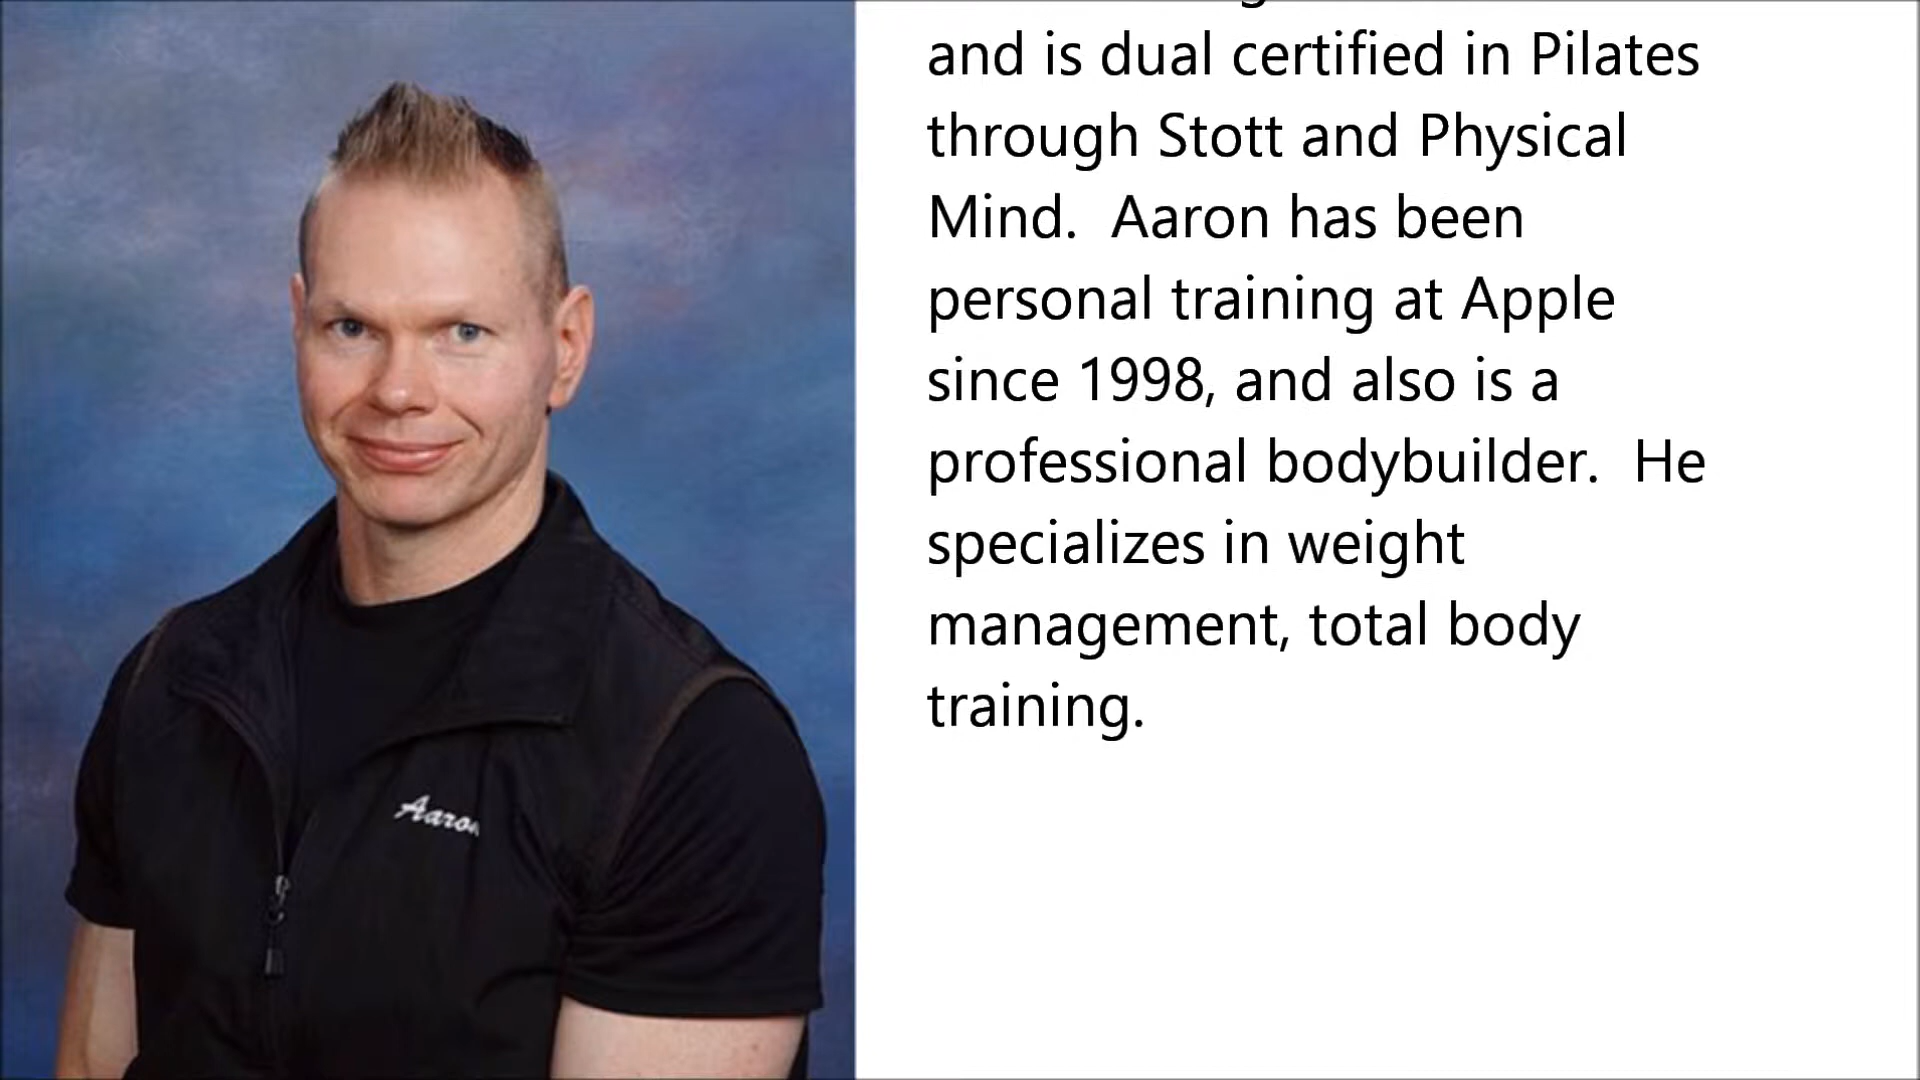 and is dual certified in Pilates
through Stott and Physical
Mind.  Aaron has been
personal training at Apple
since 1998, and also is a
professional bodybuilder.  He
specializes in weight
management, total body
training.
Aaron